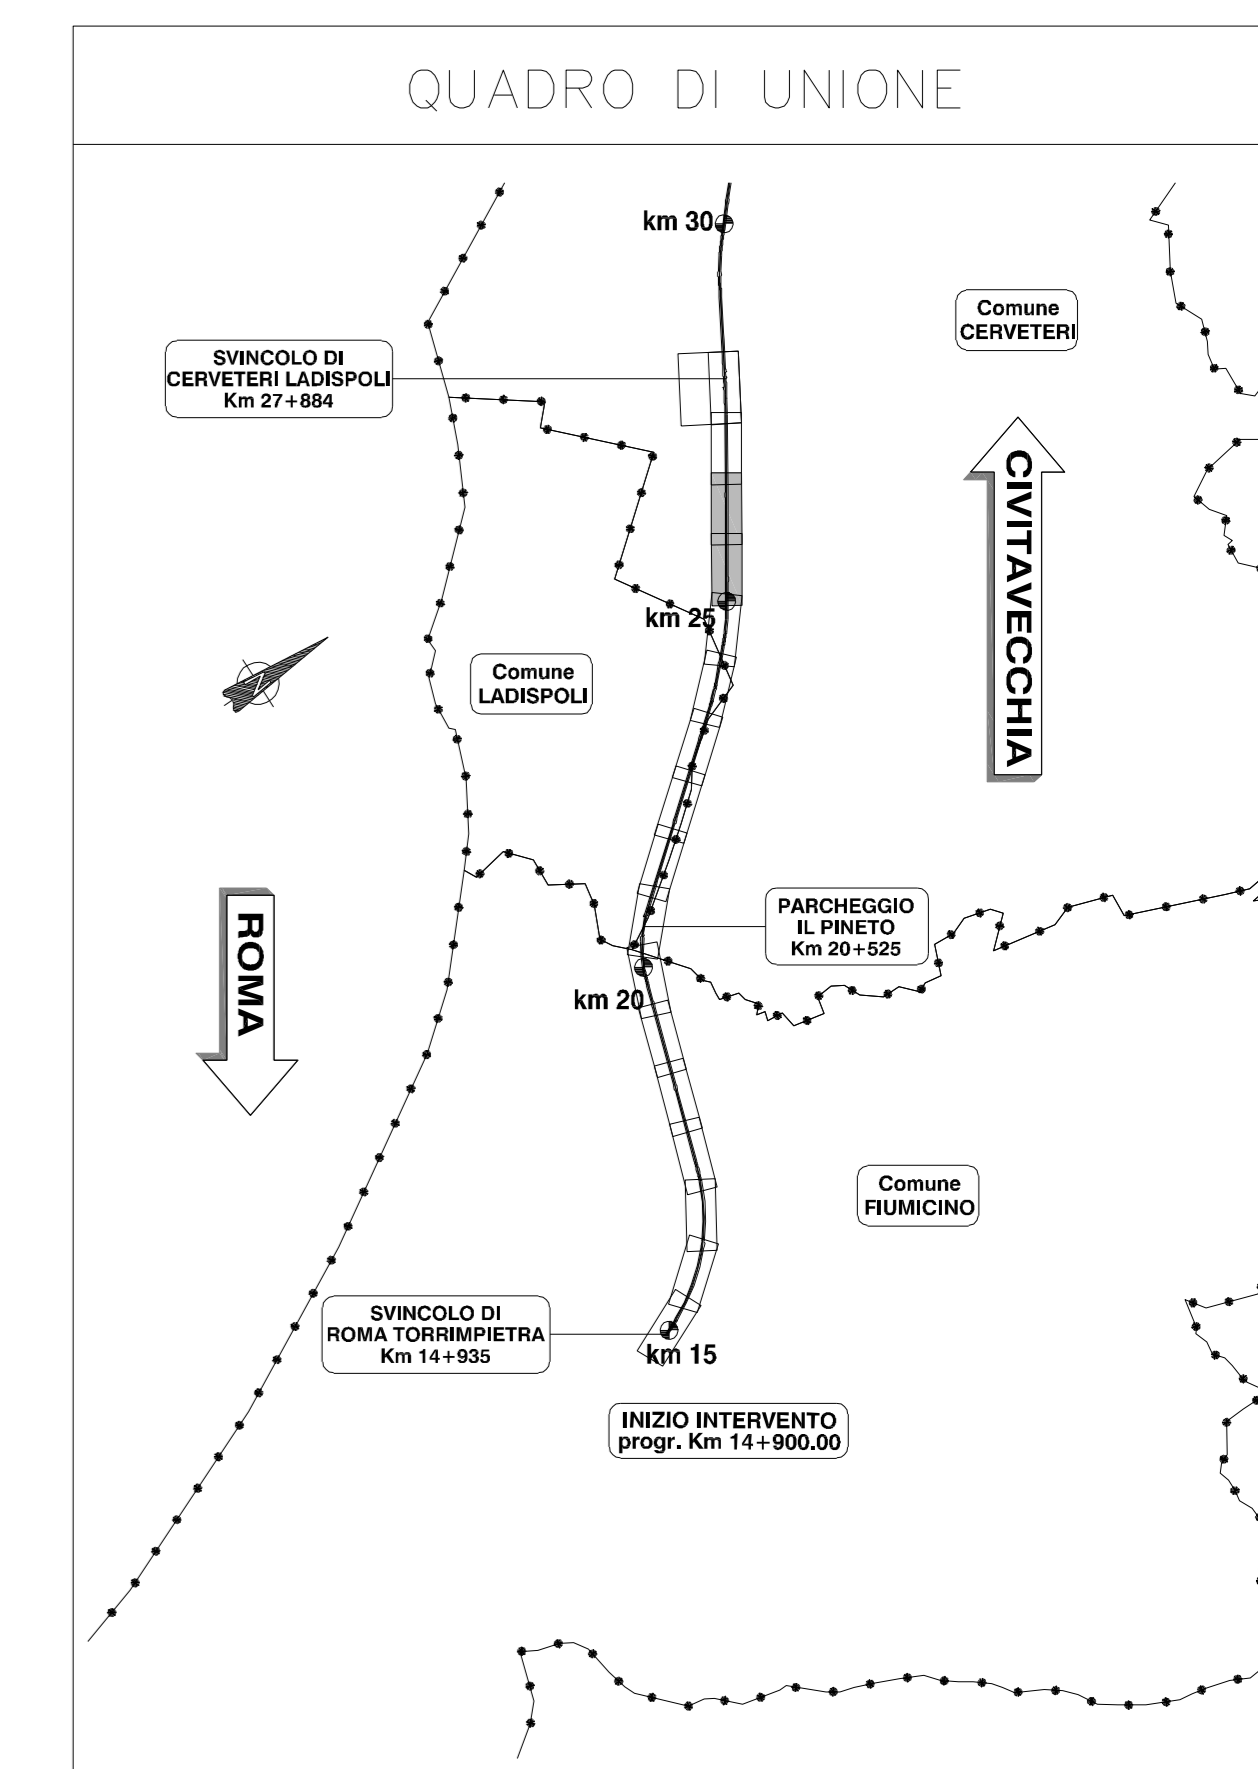 QUADRO DI UNIONE
km 30
Comune
CERVETERI
SVINCOLO DI
CERVETERI LADISPOLI
Km 27+884
CIVITAVECCHIA
km 25
Comune
LADISPOLI
N
PARCHEGGIO
IL PINETO
Km 20+525
ROMA
km 20
Comune
FIUMICINO
SVINCOLO DI
ROMA TORRIMPIETRA
Km 14+935
km 15
INIZIO INTERVENTO
progr. Km 14+900.00